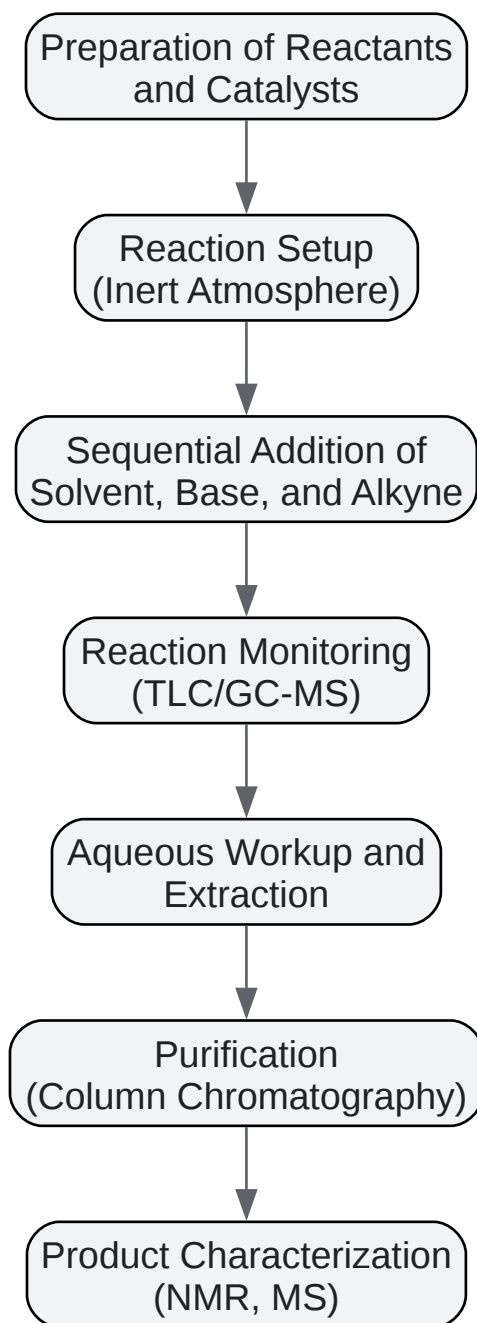 Preparation of Reactants
and Catalysts
Reaction Setup
(Inert Atmosphere)
Sequential Addition of
Solvent, Base, and Alkyne
Reaction Monitoring
(TLC/GC-MS)
Aqueous Workup and
Extraction
Purification
(Column Chromatography)
Product Characterization
(NMR, MS)